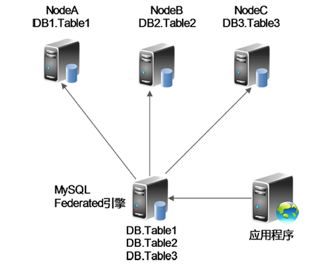 NodeA
NodeB
NodeC
DB1.Table1
DB2.Table2
DB3.Table3
MySQL
Federated引擎
DB.Table1
DB.Table2
DB.Table3
应用程序